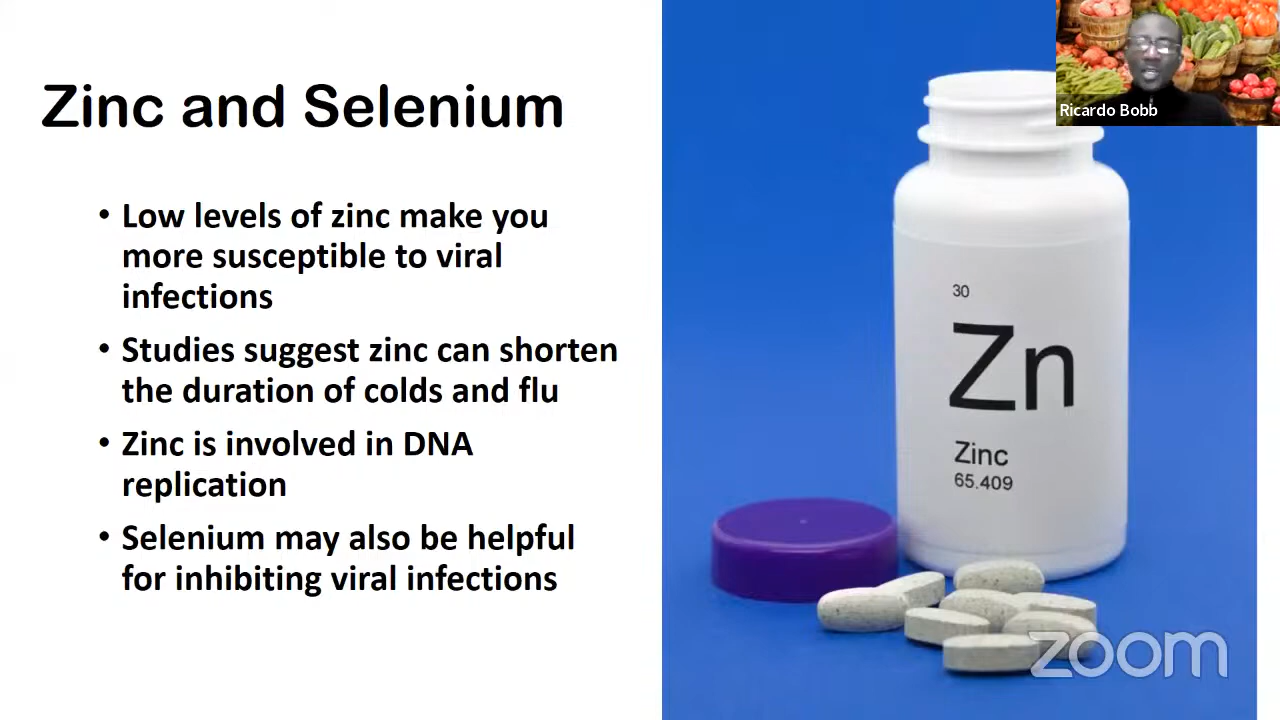 Zinc and Selenium
• Low levels of zinc make you
more susceptible to viral
infections
• Studies suggest zinc can shorten
the duration of colds and flu
• Zinc is involved in DNA
replication
• Selenium may also be helpful
for inhibiting viral infections
Ricardo Bobb
30
Zn
Zinc
65.409
zoom